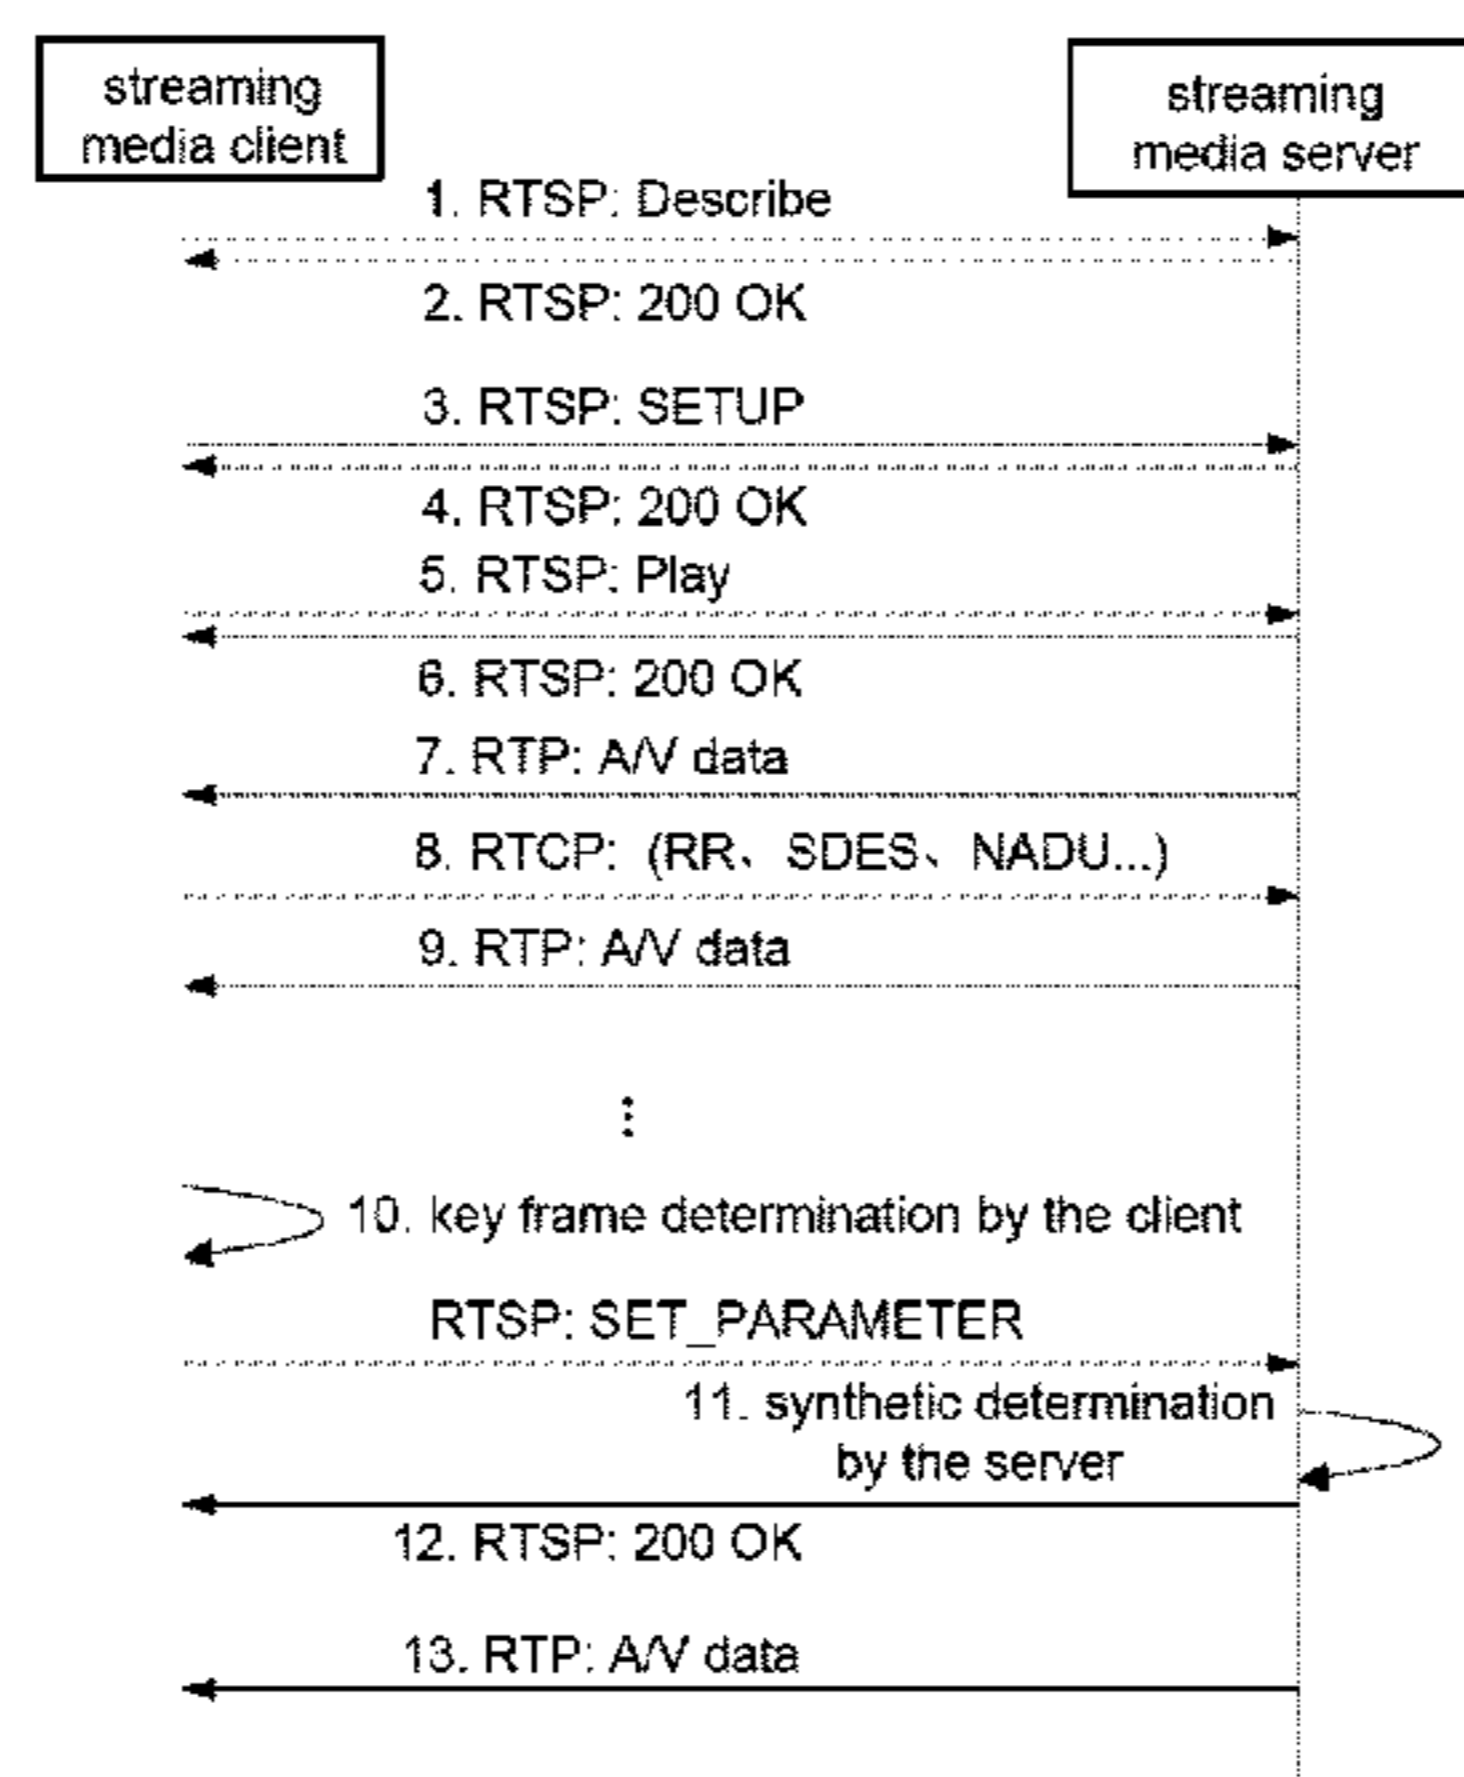 streaming
media client
streaming
media server
1. RTSP: Describe
2. RTSP: 200 OK
3. RTSP: SETUP
4. RTSP: 200 OK
5. RTSP: Play
6. RTSP: 200 OK
7. RTP: A/V data
8. RTCP: (RR、SDES、NADU...)
9. RTP: A/V data
⋮
10. key frame determination by the client
RTSP: SET_PARAMETER
11. synthetic determination
by the server
12. RTSP: 200 OK
13. RTP: A/V data